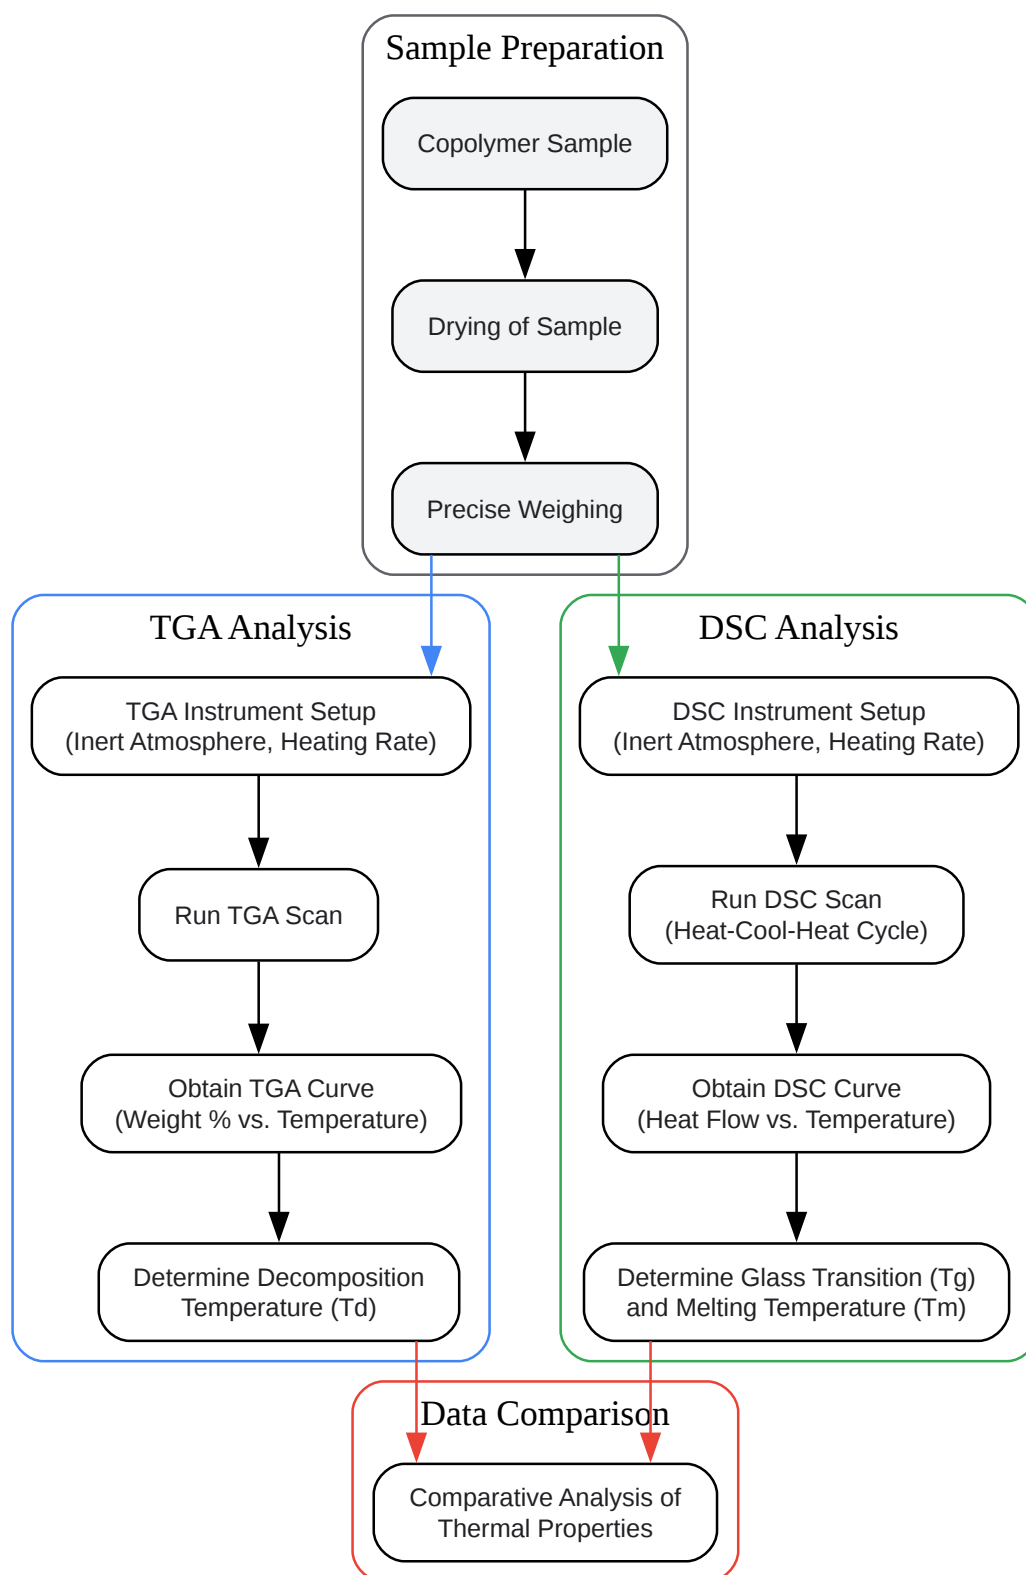 Sample Preparation
Copolymer Sample
Drying of Sample
Precise Weighing
TGA Analysis
TGA Instrument Setup
(Inert Atmosphere, Heating Rate)
Run TGA Scan
Obtain TGA Curve
(Weight % vs. Temperature)
Determine Decomposition
Temperature (Td)
DSC Analysis
DSC Instrument Setup
(Inert Atmosphere, Heating Rate)
Run DSC Scan
(Heat-Cool-Heat Cycle)
Obtain DSC Curve
(Heat Flow vs. Temperature)
Determine Glass Transition (Tg)
and Melting Temperature (Tm)
Data Comparison
Comparative Analysis of
Thermal Properties